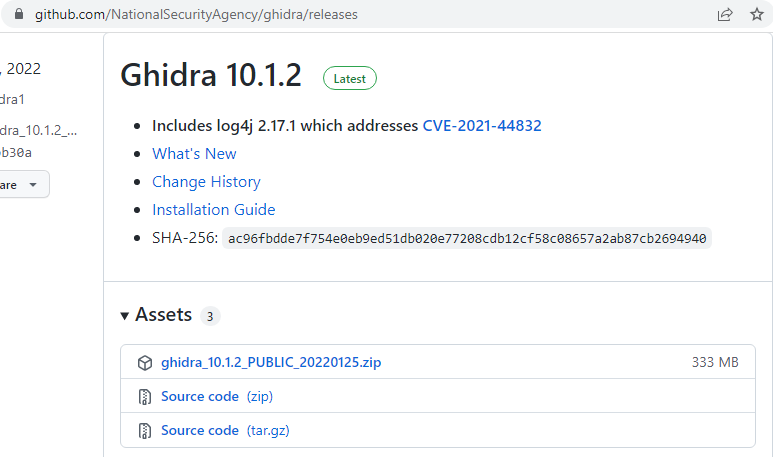 github.com/NationalSecurityAgency/ghidra/releases
, 2022
dra1
dra_10.1.2_...
b30a
are
Ghidra 10.1.2 Latest
Includes log4j 2.17.1 which addresses CVE-2021-44832
What's New
Change History
Installation Guide
SHA-256: ac96fbdde7f754e0eb9ed51db020e77208cdb12cf58c08657a2ab87cb2694940
Assets 3
ghidra_10.1.2_PUBLIC_20220125.zip 333 MB
Source code (zip)
Source code (tar.gz)